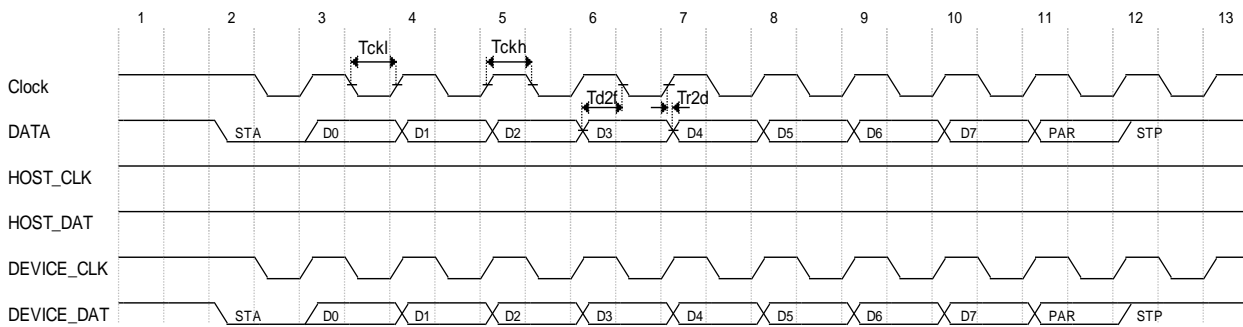 1 2 3 4 5 6 7 8 9 10 11 12 13
Tckl Tckh
Clock
Td2f Tr2d
DATA STA D0 D1 D2 D3 D4 D5 D6 D7 PAR STP
HOST_CLK
HOST_DAT
DEVICE_CLK
DEVICE_DAT STA D0 D1 D2 D3 D4 D5 D6 D7 PAR STP